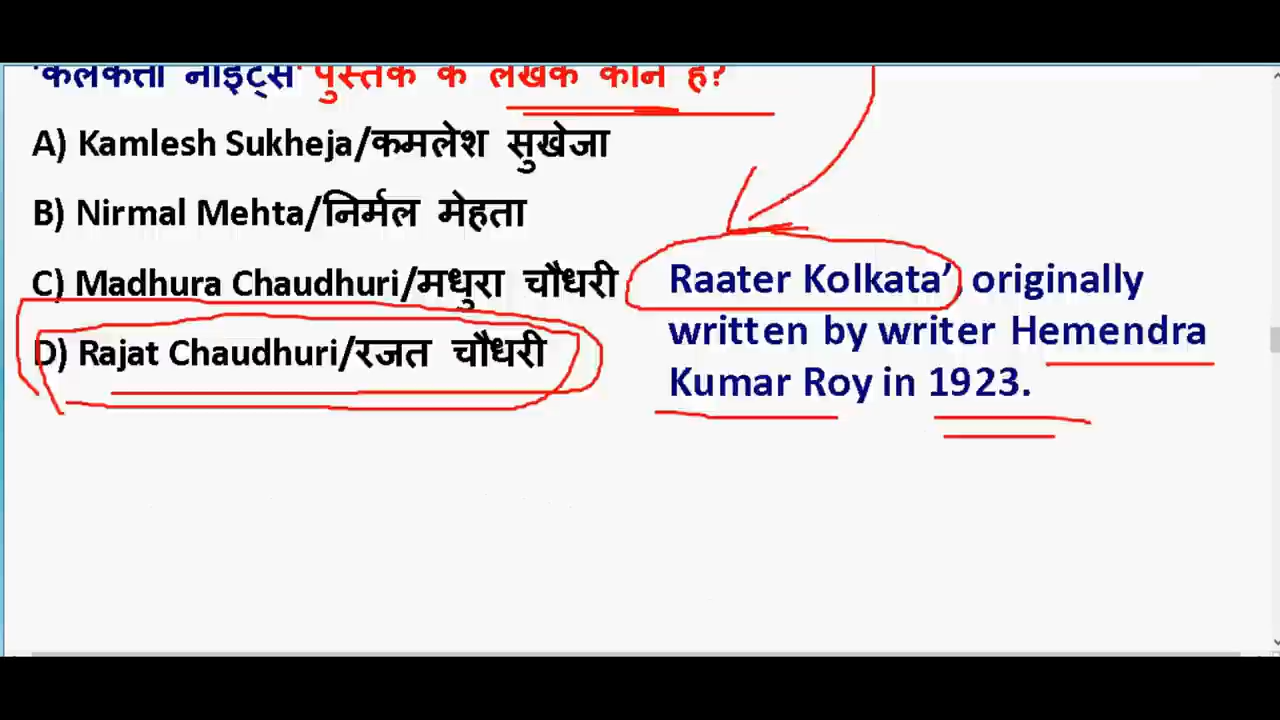 'कलकत्ता नाइट्स' पुस्तक के लेखक कौन है?
A) Kamlesh Sukheja/कमलेश सुखेजा
B) Nirmal Mehta/निर्मल मेहता
C) Madhura Chaudhuri/मधुरा चौधरी
D) Rajat Chaudhuri/रजत चौधरी
Raater Kolkata’, originally
written by writer Hemendra
Kumar Roy in 1923.